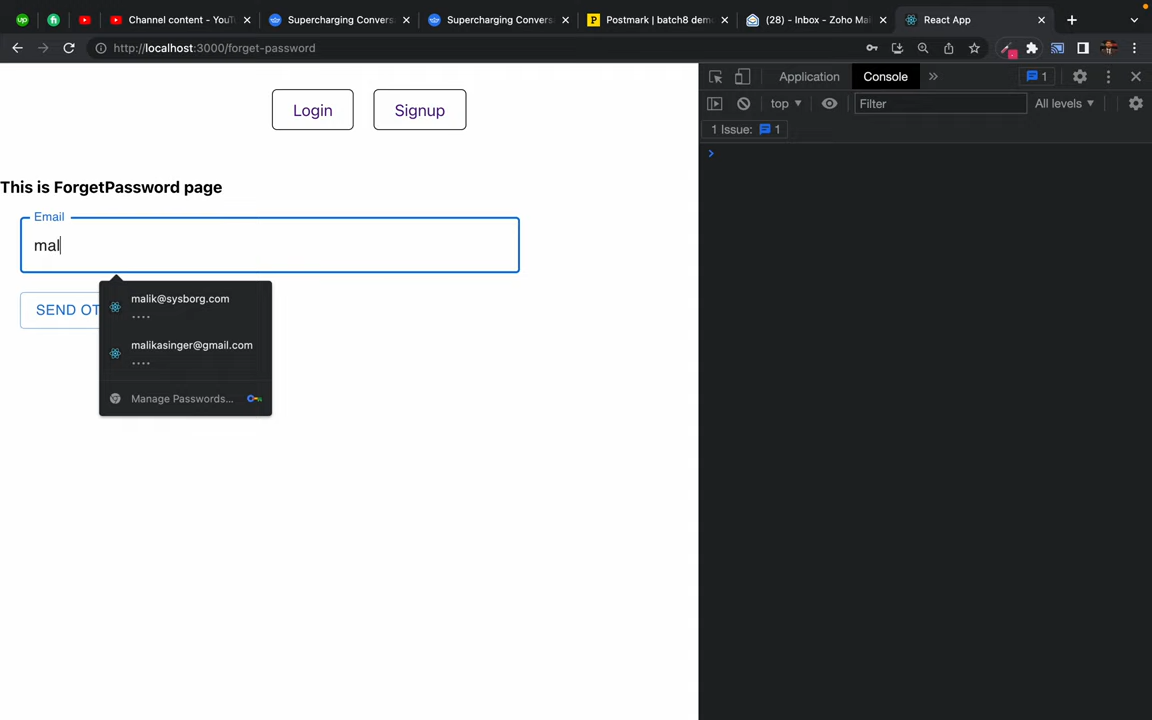 Channel content - YouT
Supercharging Convers
Supercharging Convers
Postmark | batch8 dem
(28) - Inbox - Zoho Mai
React App
http://localhost:3000/forget-password
Login
Signup
Application
Console
1
top
Filter
All levels
1 Issue:
1
This is ForgetPassword page
Email
mal
SEND OT
malik@sysborg.com
••••
malikasinger@gmail.com
••••
Manage Passwords...